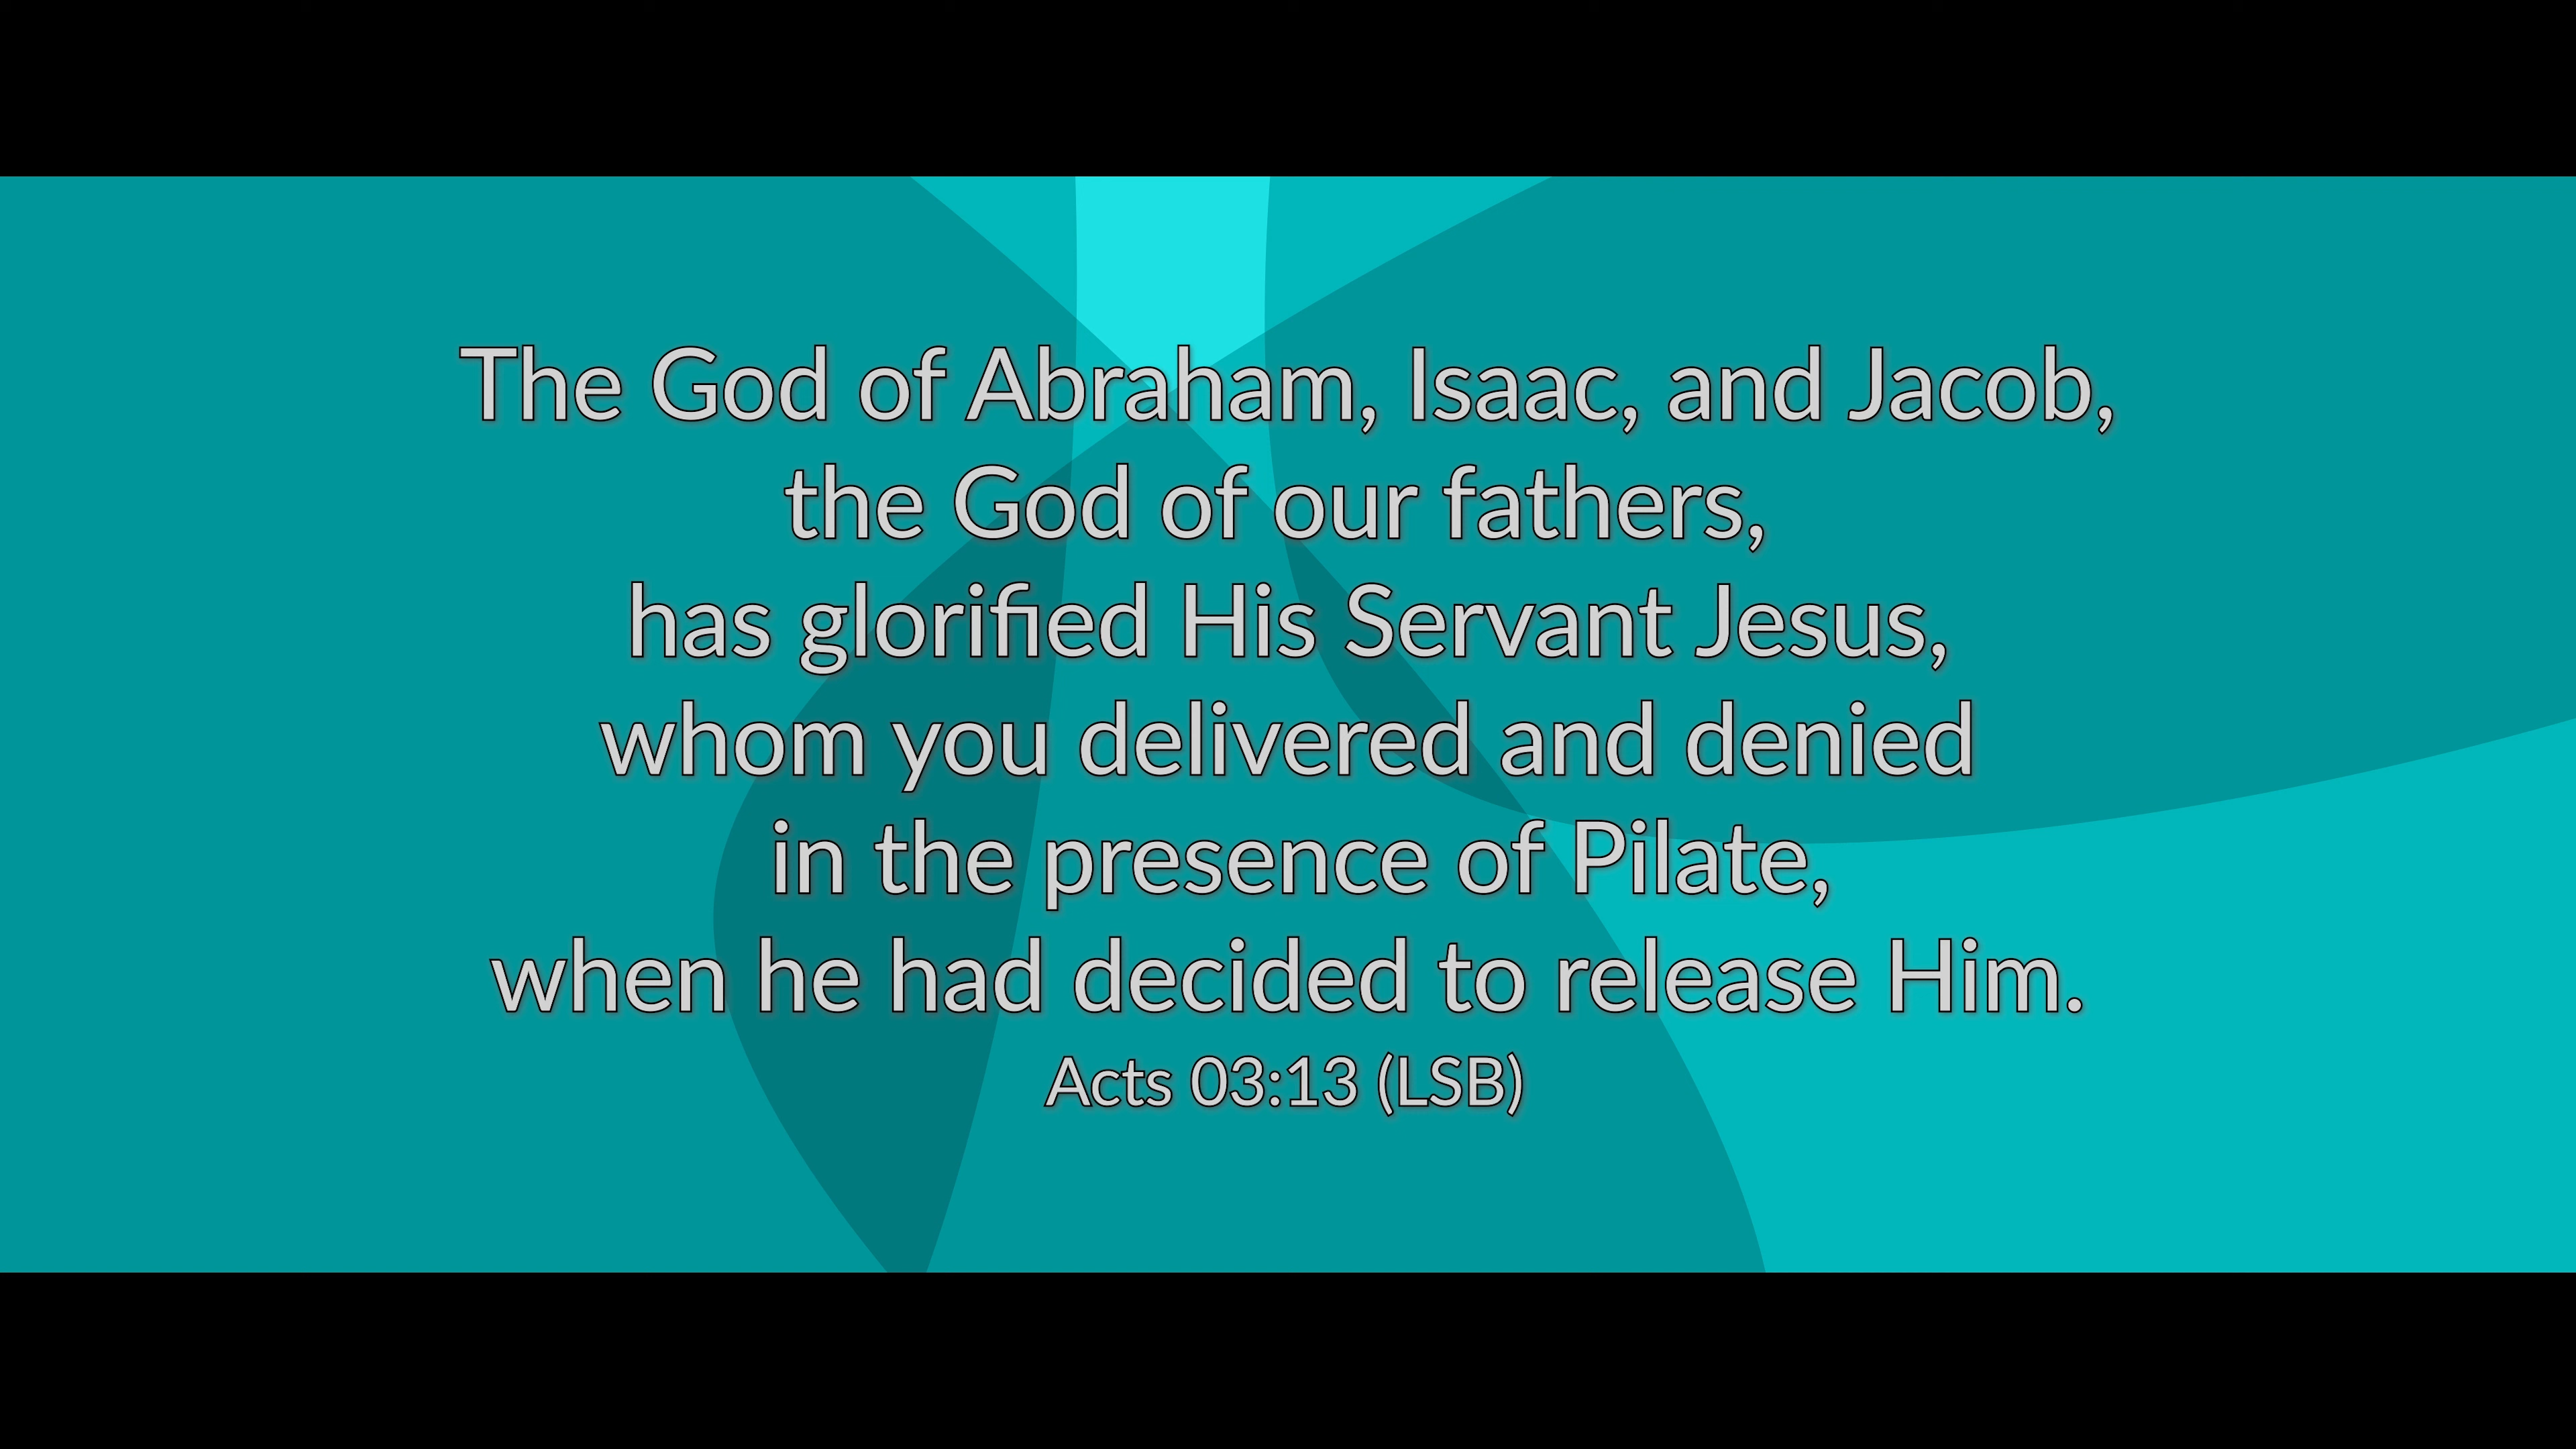 The God of Abraham, Isaac, and Jacob,
the God of our fathers,
has glorified His Servant Jesus,
whom you delivered and denied
in the presence of Pilate,
when he had decided to release Him.
Acts 03:13 (LSB)